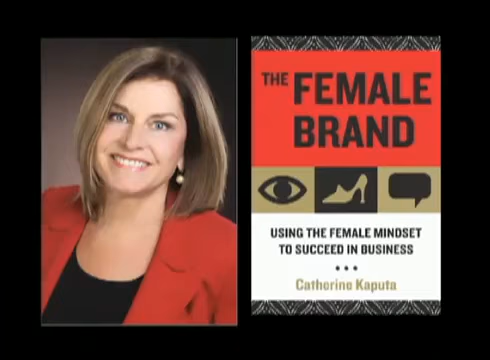 THE FEMALE
BRAND
USING THE FEMALE MINDSET
TO SUCCEED IN BUSINESS
Catherine Kaputa